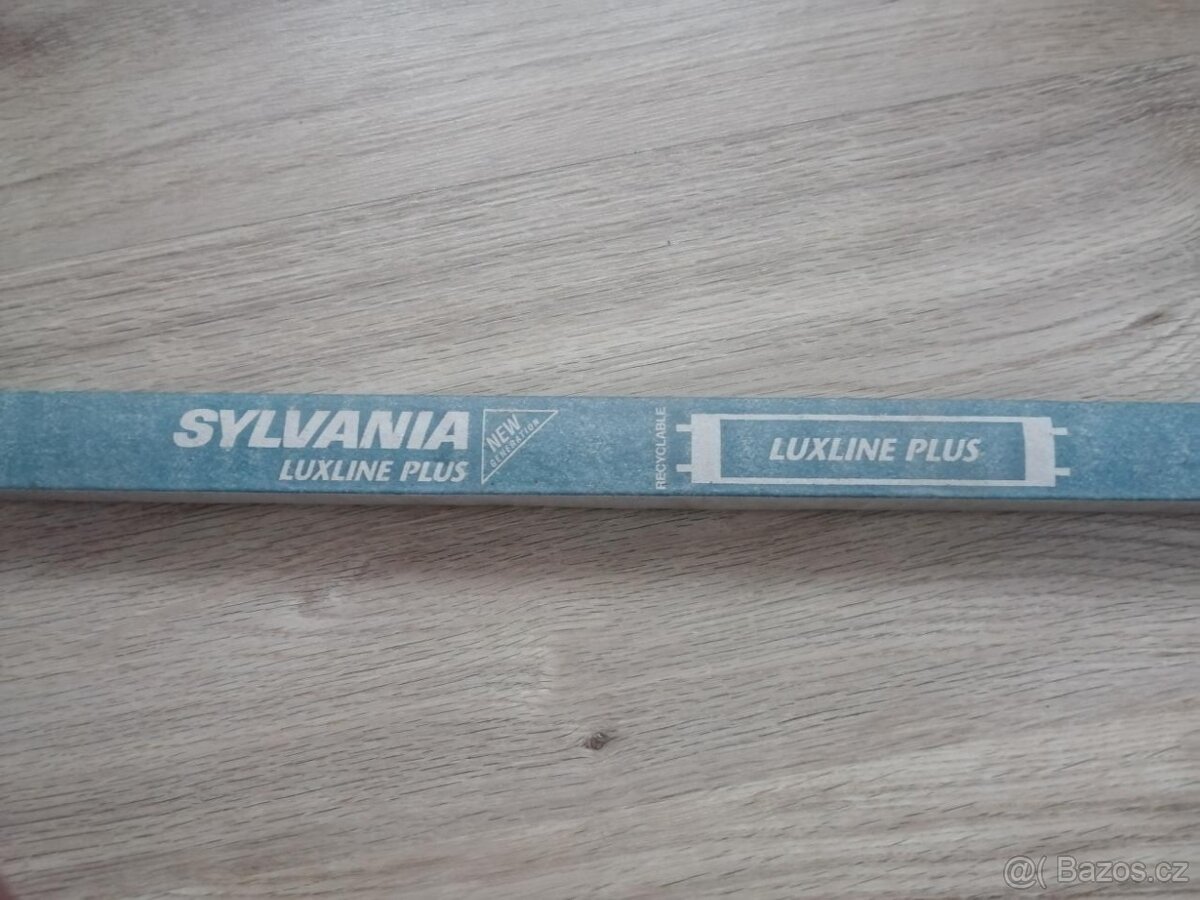 SYLVANIA
LUXLINE PLUS
NEW
GENERATION
RECYCLABLE
LUXLINE PLUS
@( Bazos.cz